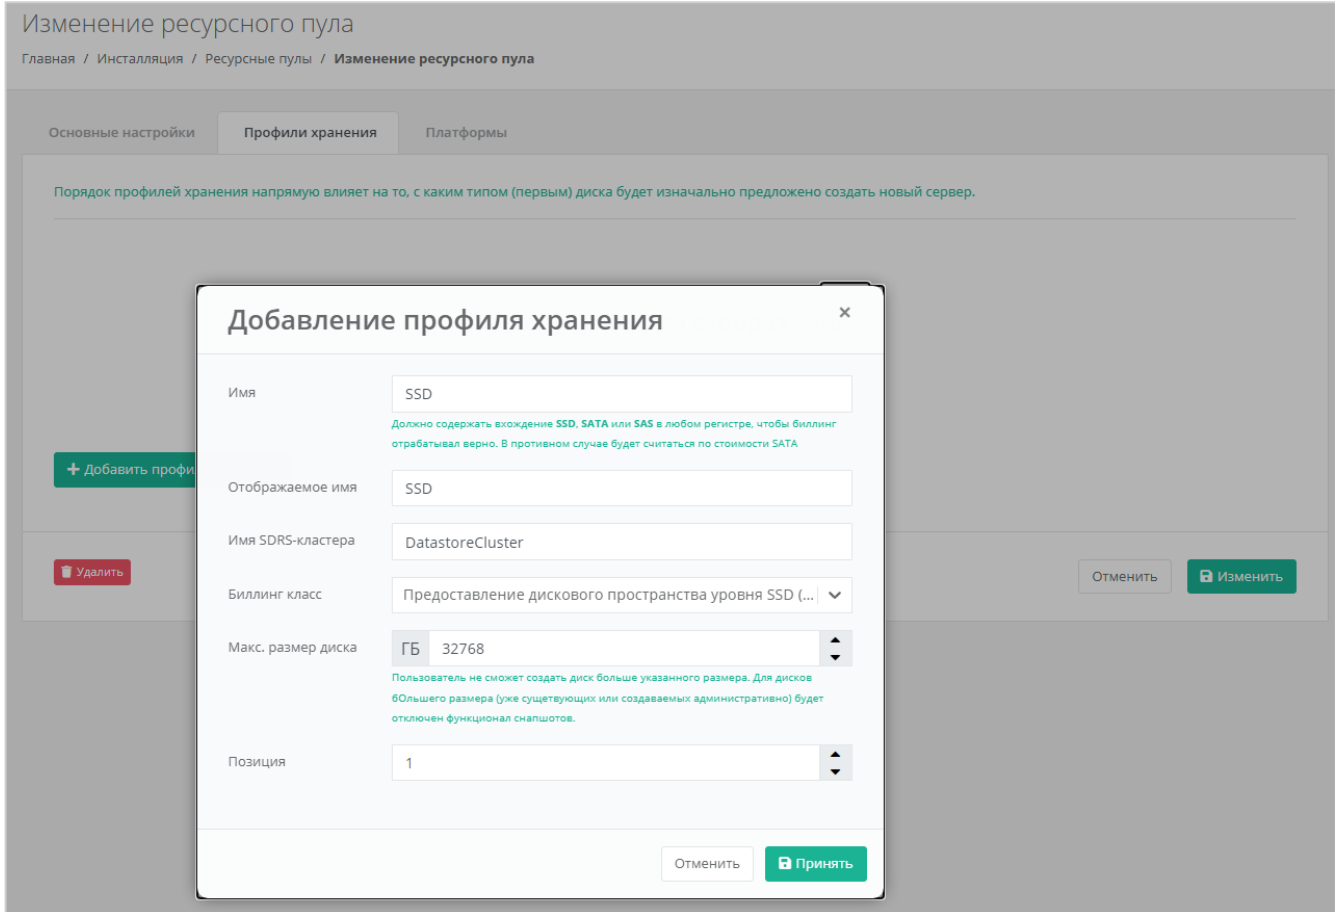 Изменение ресурсного пула
Главная / Инсталляция / Ресурсные пулы / Изменение ресурсного пула
Основные настройки Профили хранения Платформы
Порядок профилей хранения напрямую влияет на то, с каким типом (первым) диска будет изначально предложено создать новый сервер.
Добавление профиля хранения ×
Имя SSD
Должно содержать вхождение SSD, SATA или SAS в любом регистре, чтобы биллинг
отрабатывал верно. В противном случае будет считаться по стоимости SATA
+ Добавить профи
Отображаемое имя SSD
Имя SDRS-кластера DatastoreCluster
Удалить
Отменить Изменить
Биллинг класс Предоставление дискового пространства уровня SSD (...
Макс. размер диска ГБ 32768
Пользователь не сможет создать диск больше указанного размера. Для дисков
бОльшего размера (уже сущетвующих или создаваемых административно) будет
отключен функционал снапшотов.
Позиция 1
Отменить Принять